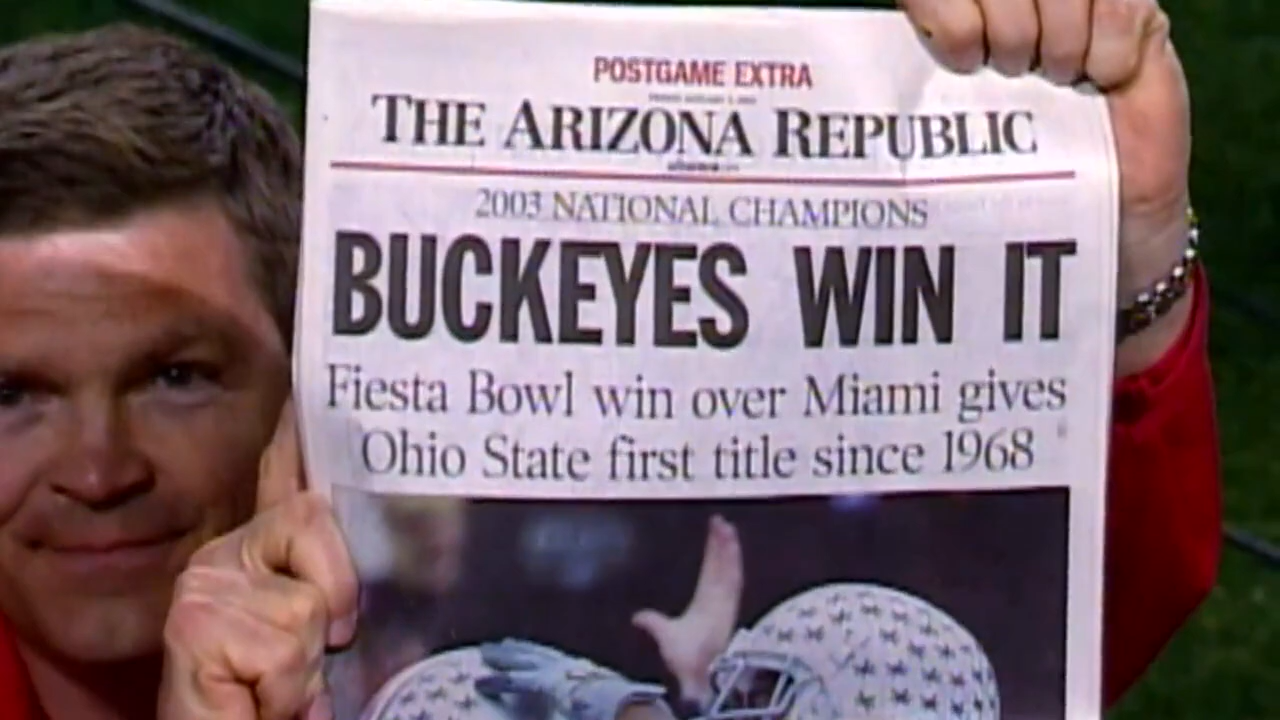 POSTGAME EXTRA
THE ARIZONA REPUBLIC
2003 NATIONAL CHAMPIONS
BUCKEYES WIN IT
Fiesta Bowl win over Miami gives
Ohio State first title since 1968